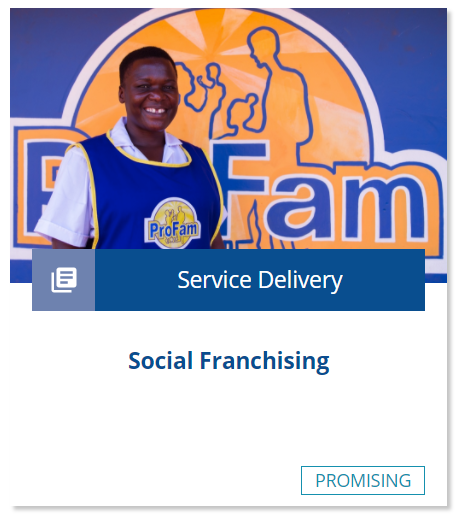 ProFam
ProFam
Service Delivery
Social Franchising
PROMISING